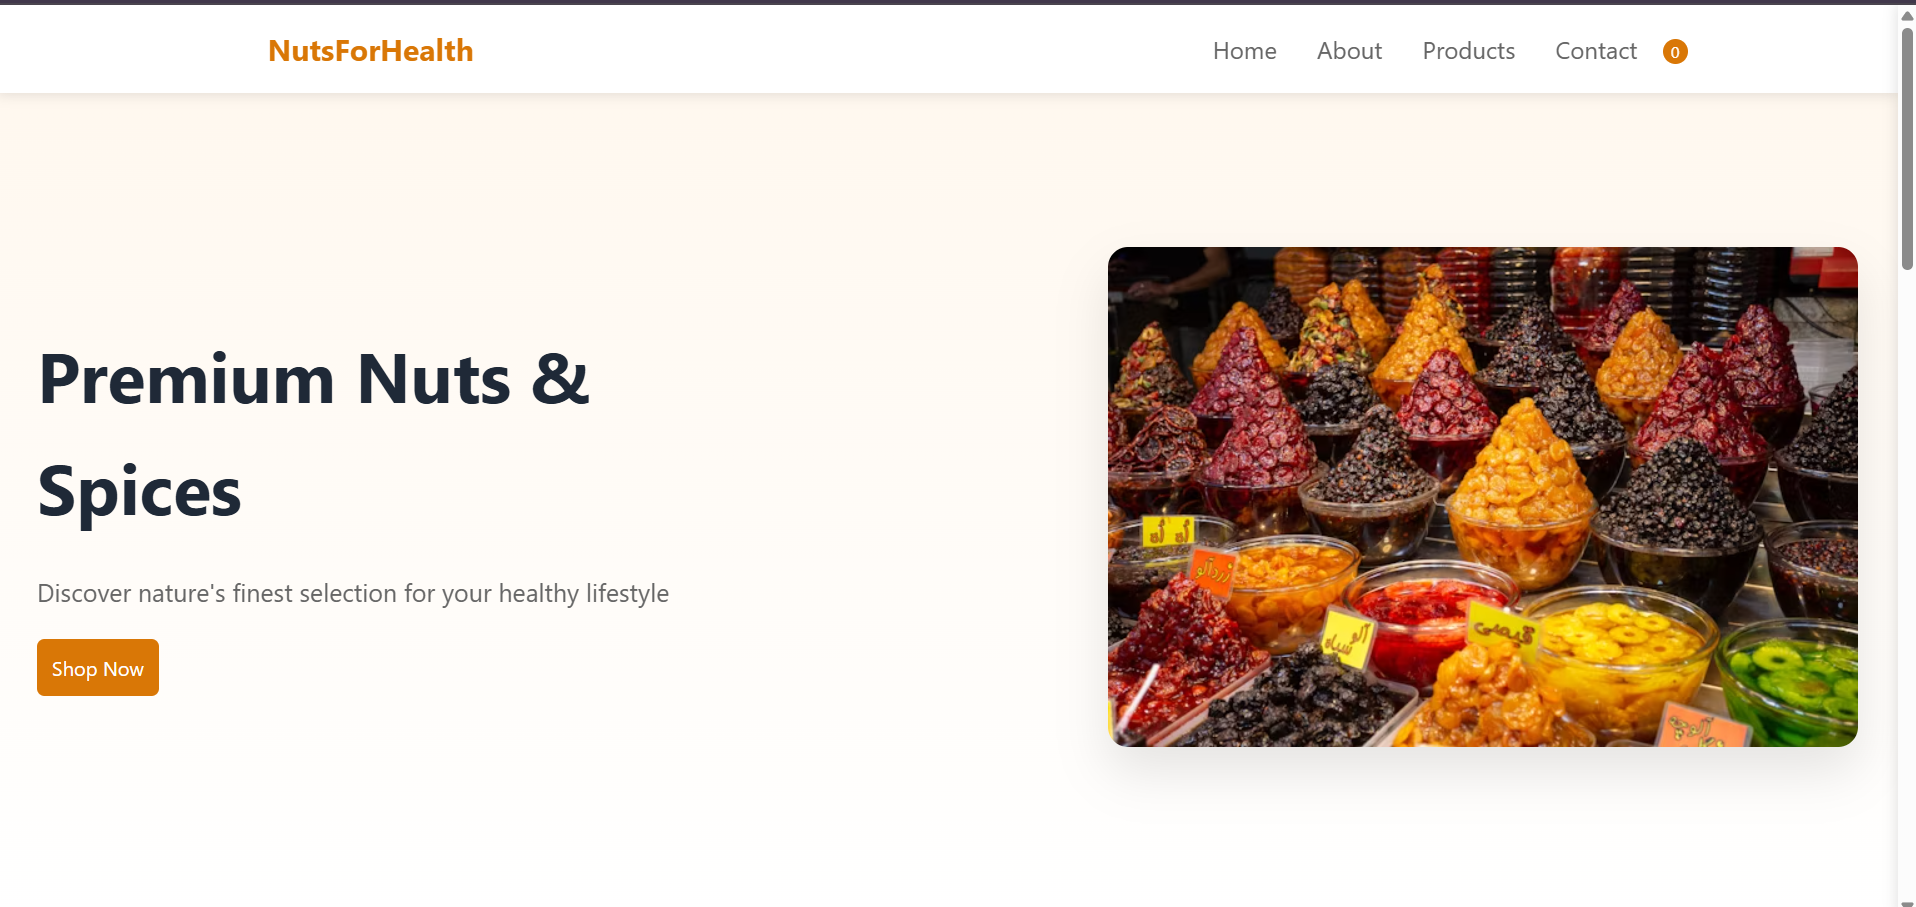 NutsForHealth
Home About Products Contact 0
Premium Nuts &
Spices
Discover nature's finest selection for your healthy lifestyle
Shop Now
زردآلو
آلو
سیاه
قیصی